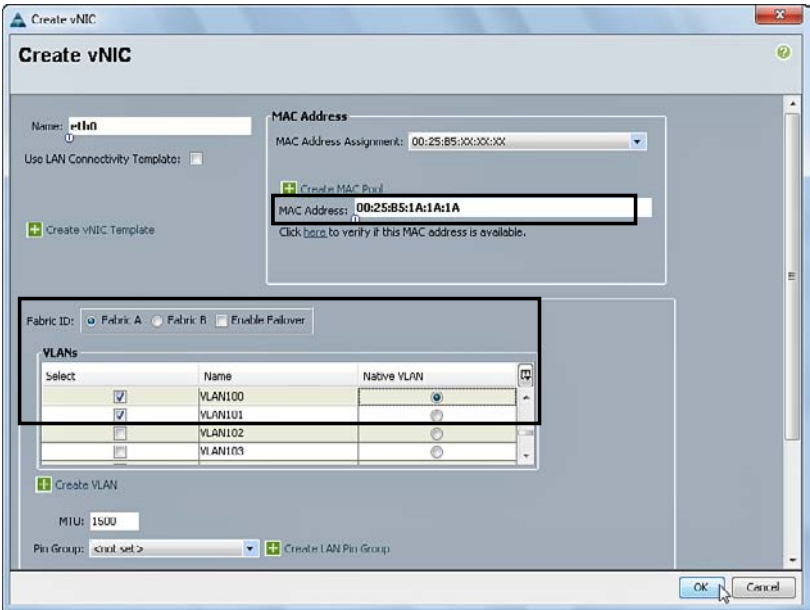 Create vNIC
Create vNIC
Name: eth0
Use LAN Connectivity Template:
Create vNIC Template
MAC Address
MAC Address Assignment: 00:25:B5:XX:XX:XX
Create MAC Pool
MAC Address: 00:25:B5:1A:1A:1A
Click here to verify if this MAC address is available.
Fabric ID: Fabric A Fabric B Enable Failover
VLANs
Select Name Native VLAN
VLAN100
VLAN101
VLAN102
VLAN103
Create VLAN
MTU: 1500
Pin Group: <not set> Create LAN Pin Group
OK Cancel